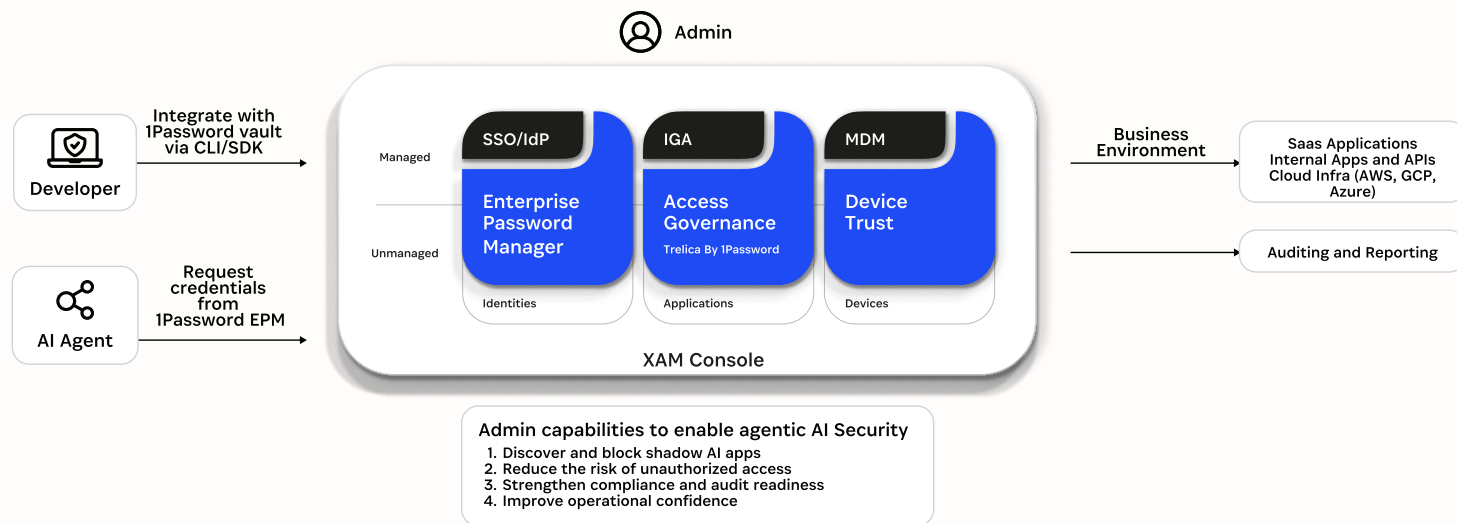 Admin
Integrate with
1Password vault
via CLI/SDK
Developer
Request
credentials
from
1Password EPM
AI Agent
Managed
Unmanaged
SSO/IdP
Enterprise
Password
Manager
Identities
IGA
Access
Governance
Trelica By 1Password
Applications
MDM
Device
Trust
Devices
XAM Console
Business
Environment
Saas Applications
Internal Apps and APIs
Cloud Infra (AWS, GCP,
Azure)
Auditing and Reporting
Admin capabilities to enable agentic AI Security
1. Discover and block shadow AI apps
2. Reduce the risk of unauthorized access
3. Strengthen compliance and audit readiness
4. Improve operational confidence